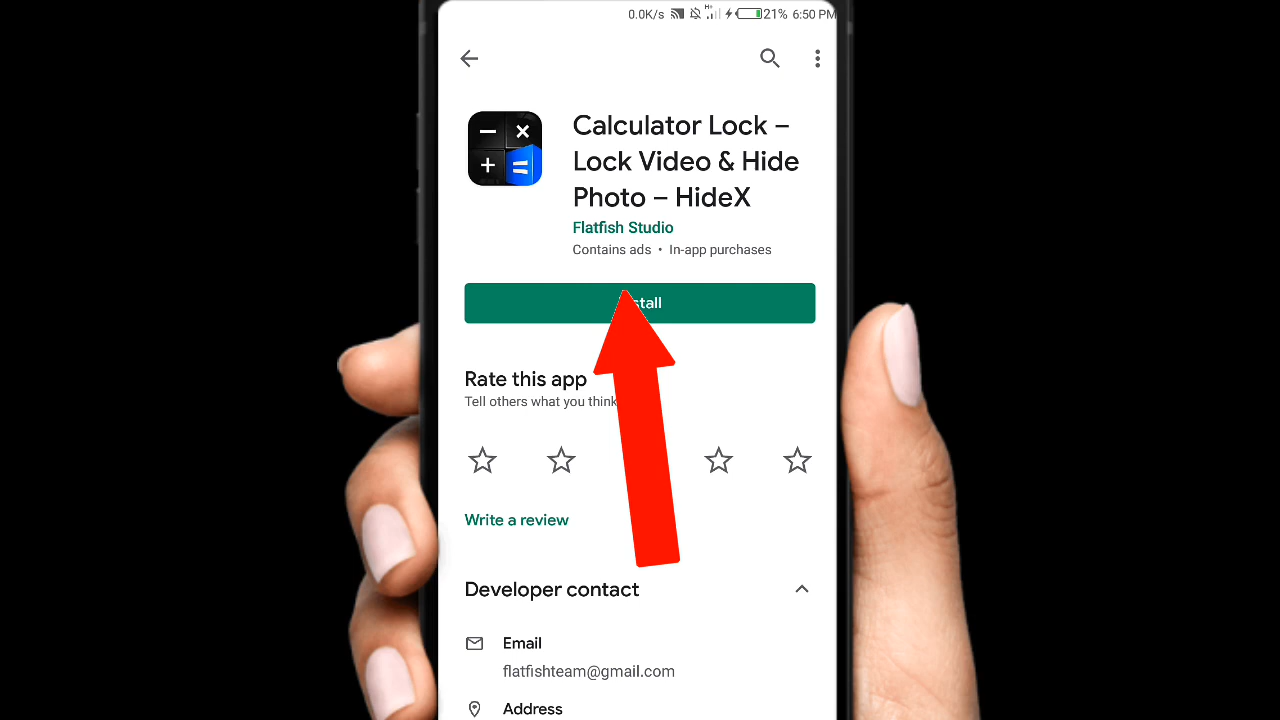 0.0K/s H+ 21% 6:50 PM
Calculator Lock –
Lock Video & Hide
Photo – HideX
Flatfish Studio
Contains ads • In-app purchases
stall
Rate this app
Tell others what you think
Write a review
Developer contact
Email
flatfishteam@gmail.com
Address